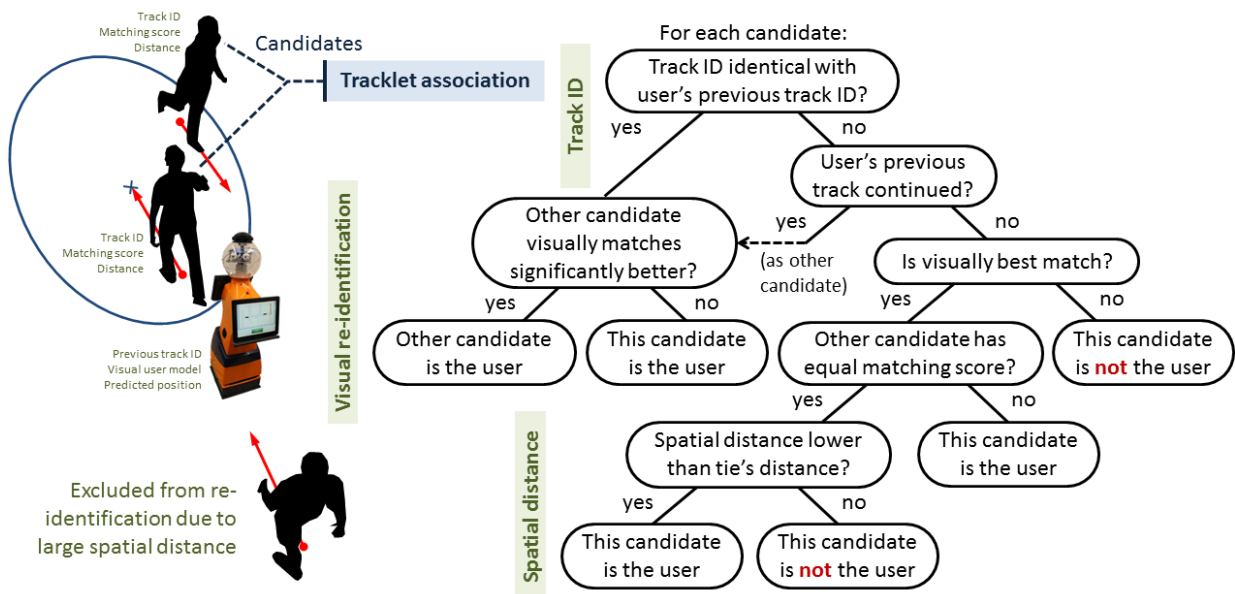 Track ID
Matching score
Distance
Candidates
Tracklet association
Track ID
Matching score
Distance
Previous track ID
Visual user model
Predicted position
Excluded from re-
identification due to
large spatial distance
Track ID
Visual re-identification
Spatial distance
For each candidate:
Track ID identical with
user's previous track ID?
yes
no
User's previous
track continued?
yes
no
(as other
candidate)
Other candidate
visually matches
significantly better?
yes
no
Other candidate
is the user
This candidate
is the user
Is visually best match?
yes
no
Other candidate has
equal matching score?
This candidate
is not the user
yes
no
Spatial distance lower
than tie's distance?
This candidate
is the user
yes
no
This candidate
is the user
This candidate
is not the user